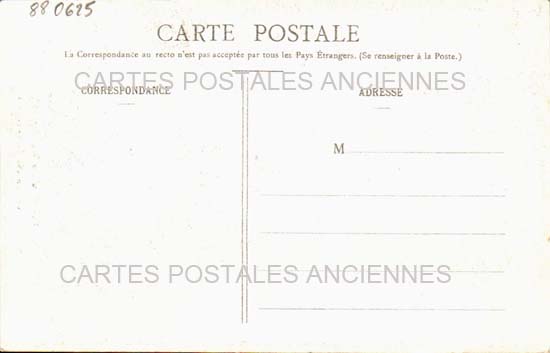 88 0625
CARTE POSTALE
La Correspondance au recto n'est pas acceptée par tous les Pays Étrangers. (Se renseigner à la Poste.)
CARTES POSTALES ANCIENNES
CORRESPONDANCE
ADRESSE
M
CARTES POSTALES ANCIENNES